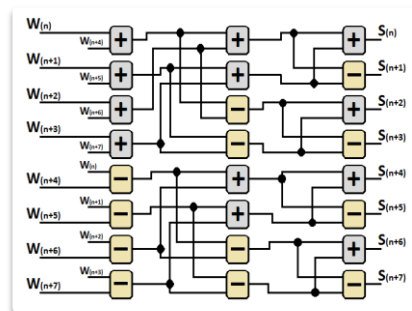 W(n) W(n+4) + + + S(n)
W(n+1) W(n+5) + + − S(n+1)
W(n+2) W(n+6) + − + S(n+2)
W(n+3) W(n+7) + − − S(n+3)
W(n+4) W(n) − + + S(n+4)
W(n+5) W(n+1) − + − S(n+5)
W(n+6) W(n+2) − − + S(n+6)
W(n+7) W(n+3) − − − S(n+7)